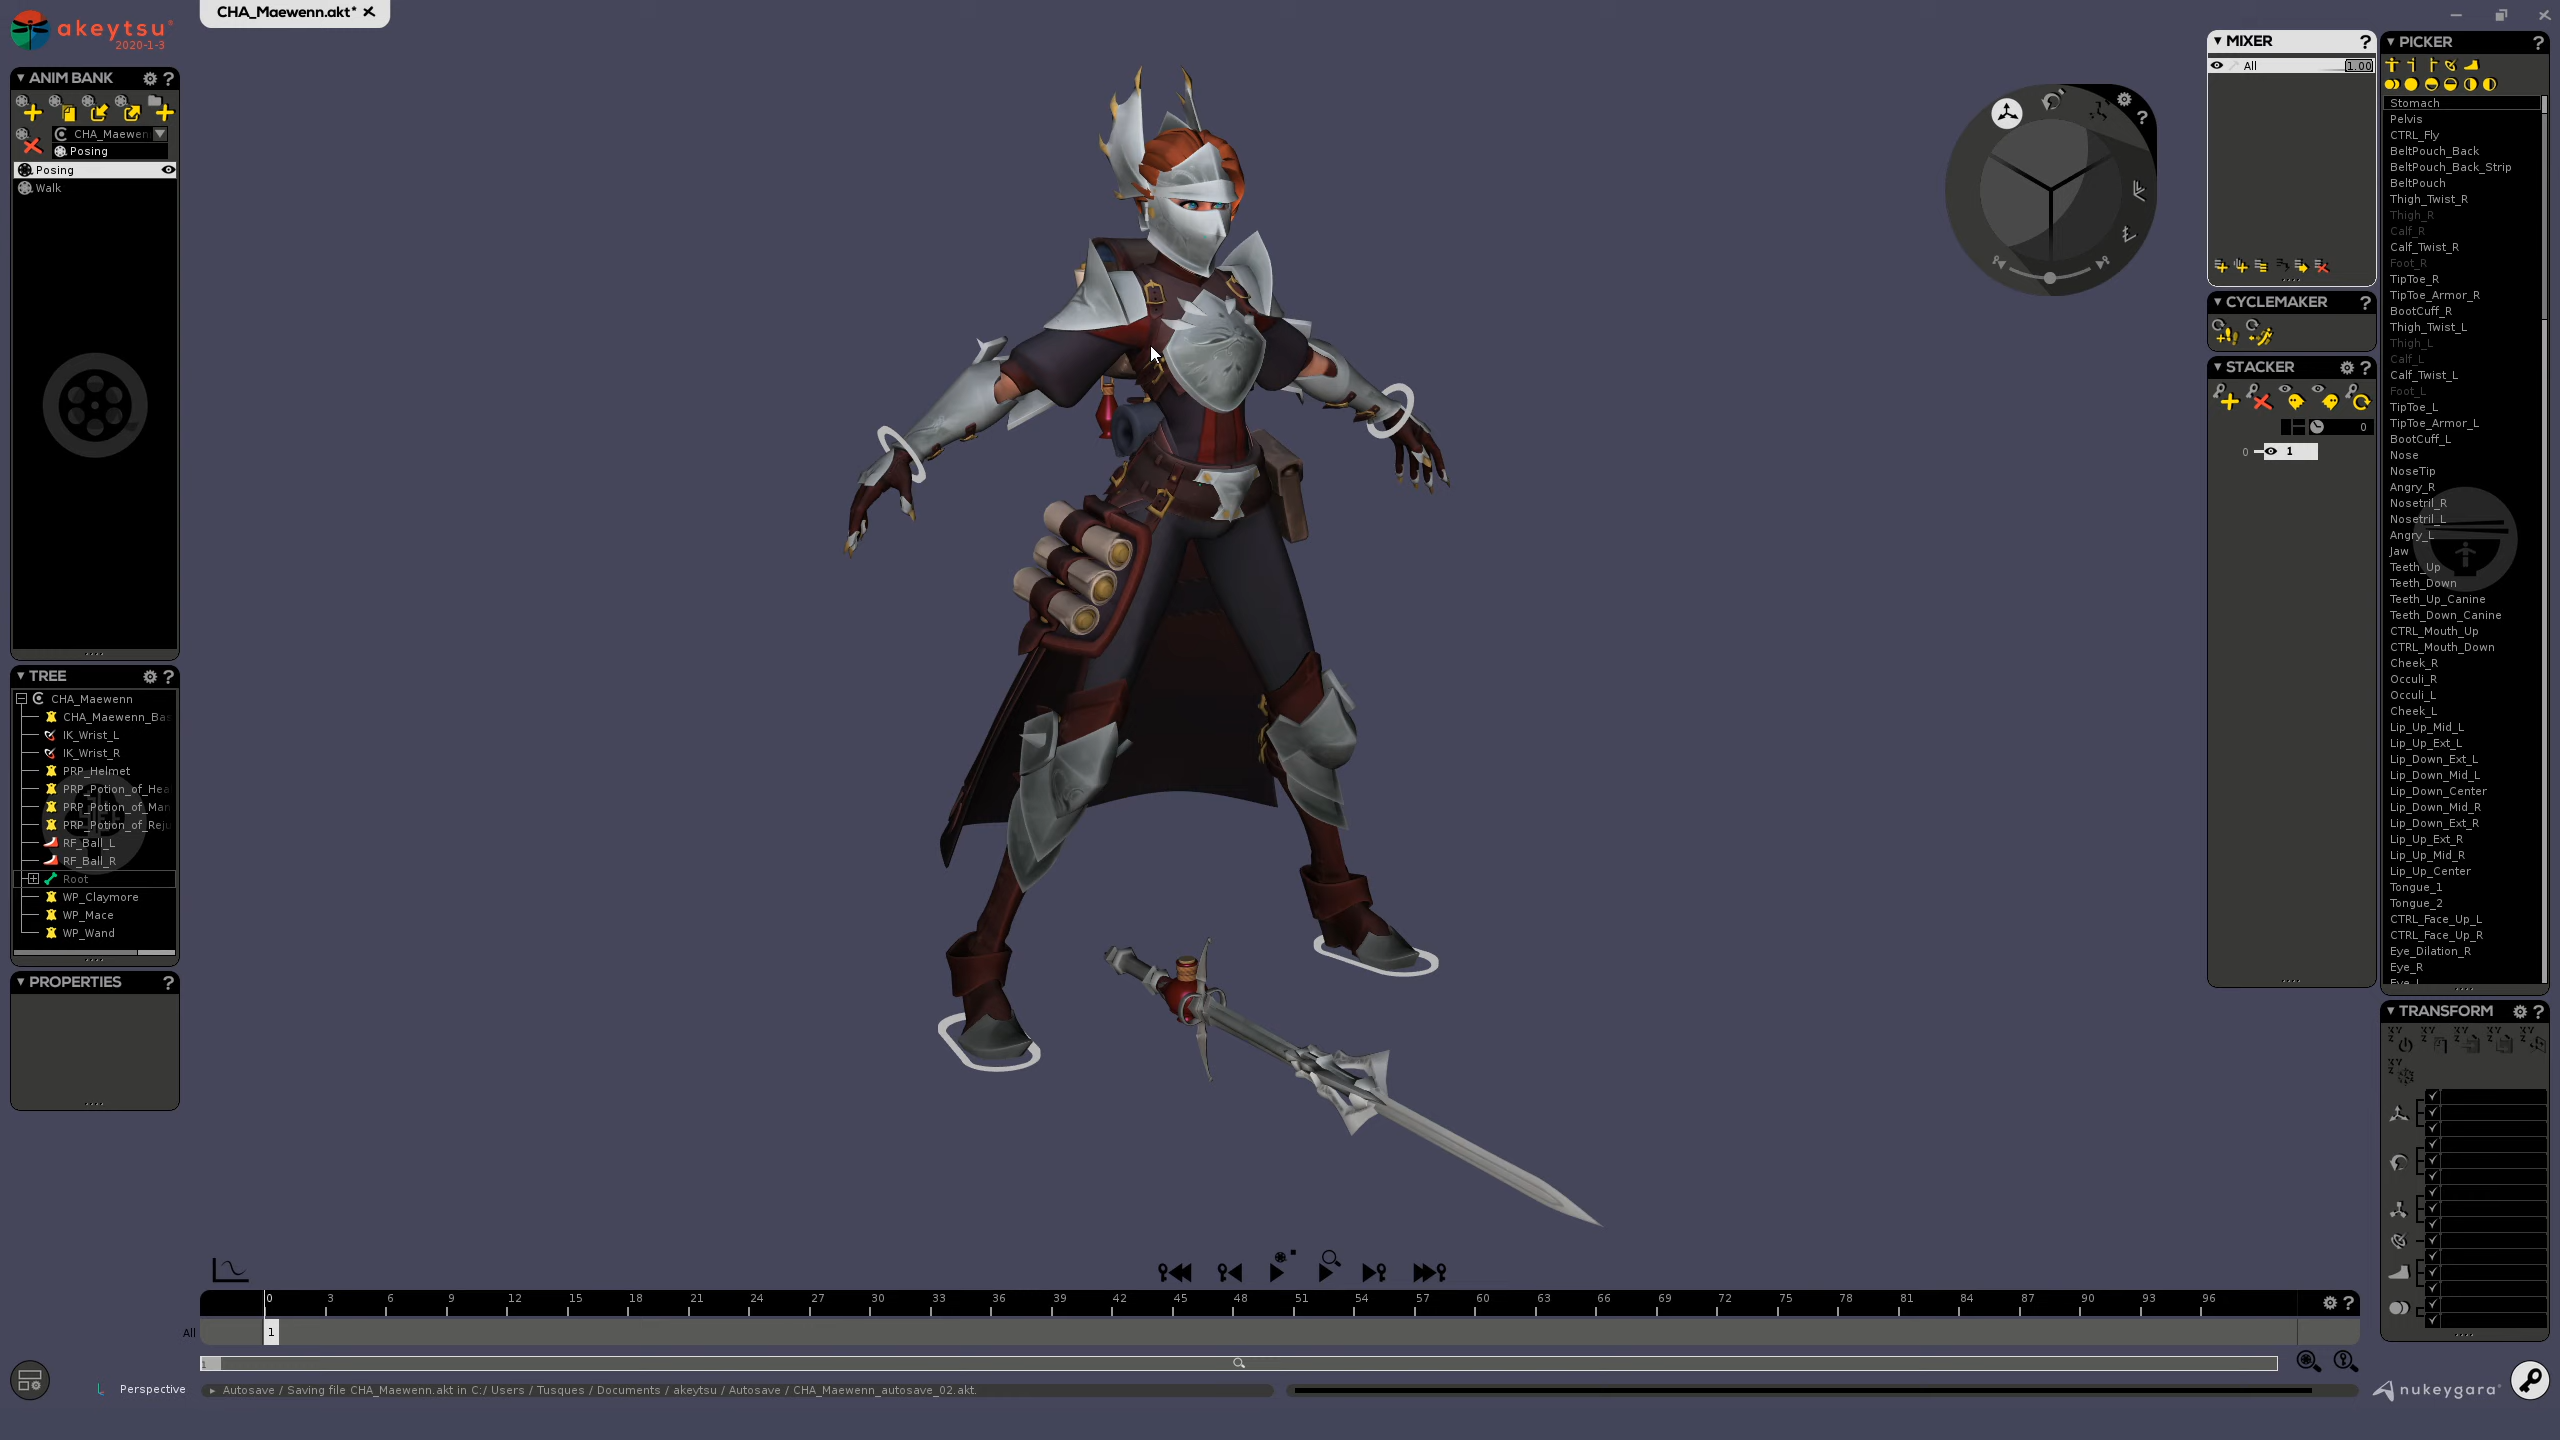 CHA_Maewenn.akt*
akeytsu
2020-1-3
ANIM BANK
?
CHA_Maewen
Posing
Posing
Walk
TREE
?
CHA_Maewenn
CHA_Maewenn_Bas
IK_Wrist_L
IK_Wrist_R
PRP_Helmet
PRP_Potion_of_Hea
PRP_Potion_of_Man
PRP_Potion_of_Reju
RF_Ball_L
RF_Ball_R
Root
WP_Claymore
WP_Mace
WP_Wand
PROPERTIES
?
MIXER
?
All
1.00
CYCLEMAKER
?
STACKER
?
0
0
1
PICKER
?
Stomach
Pelvis
CTRL_Fly
BeltPouch_Back
BeltPouch_Back_Strip
BeltPouch
Thigh_Twist_R
Thigh_R
Calf_R
Calf_Twist_R
Foot_R
TipToe_R
TipToe_Armor_R
BootCuff_R
Thigh_Twist_L
Thigh_L
Calf_L
Calf_Twist_L
Foot_L
TipToe_L
TipToe_Armor_L
BootCuff_L
Nose
NoseTip
Angry_R
Nosetril_R
Nosetril_L
Angry_L
Jaw
Teeth_Up
Teeth_Down
Teeth_Up_Canine
Teeth_Down_Canine
CTRL_Mouth_Up
CTRL_Mouth_Down
Cheek_R
Occuli_R
Occuli_L
Cheek_L
Lip_Up_Mid_L
Lip_Up_Ext_L
Lip_Down_Ext_L
Lip_Down_Mid_L
Lip_Down_Center
Lip_Down_Mid_R
Lip_Down_Ext_R
Lip_Up_Ext_R
Lip_Up_Mid_R
Lip_Up_Center
Tongue_1
Tongue_2
CTRL_Face_Up_L
CTRL_Face_Up_R
Eye_Dilation_R
Eye_R
Eye_L
TRANSFORM
?
0 3 6 9 12 15 18 21 24 27 30 33 36 39 42 45 48 51 54 57 60 63 66 69 72 75 78 81 84 87 90 93 96
?
All
1
1
Perspective
Autosave / Saving file CHA_Maewenn.akt in C:/ Users / Tusques / Documents / akeytsu / Autosave / CHA_Maewenn_autosave_02.akt.
nukeygara